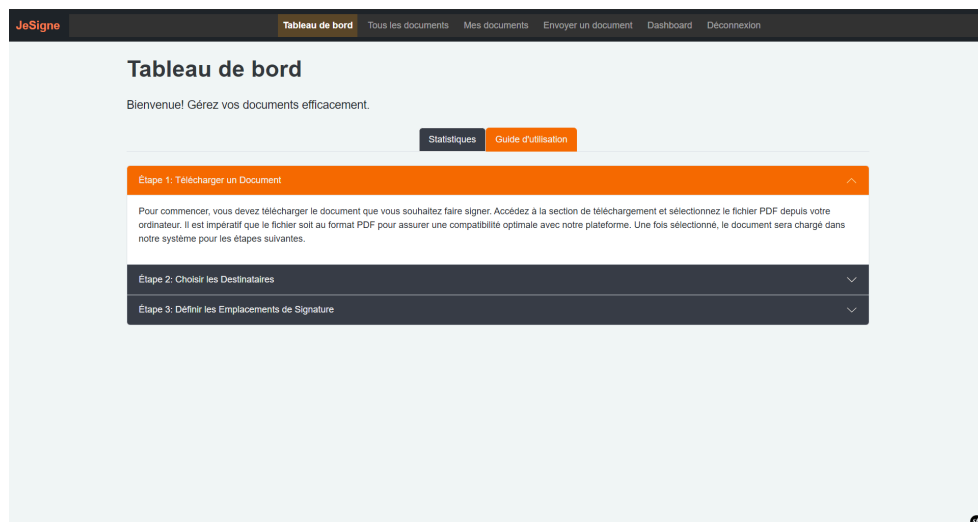 JeSigne
Tableau de bord Tous les documents Mes documents Envoyer un document Dashboard Déconnexion
Tableau de bord
Bienvenue! Gérez vos documents efficacement.
Statistiques Guide d'utilisation
Étape 1: Télécharger un Document
Pour commencer, vous devez télécharger le document que vous souhaitez faire signer. Accédez à la section de téléchargement et sélectionnez le fichier PDF depuis votre
ordinateur. Il est impératif que le fichier soit au format PDF pour assurer une compatibilité optimale avec notre plateforme. Une fois sélectionné, le document sera chargé dans
notre système pour les étapes suivantes.
Étape 2: Choisir les Destinataires
Étape 3: Définir les Emplacements de Signature